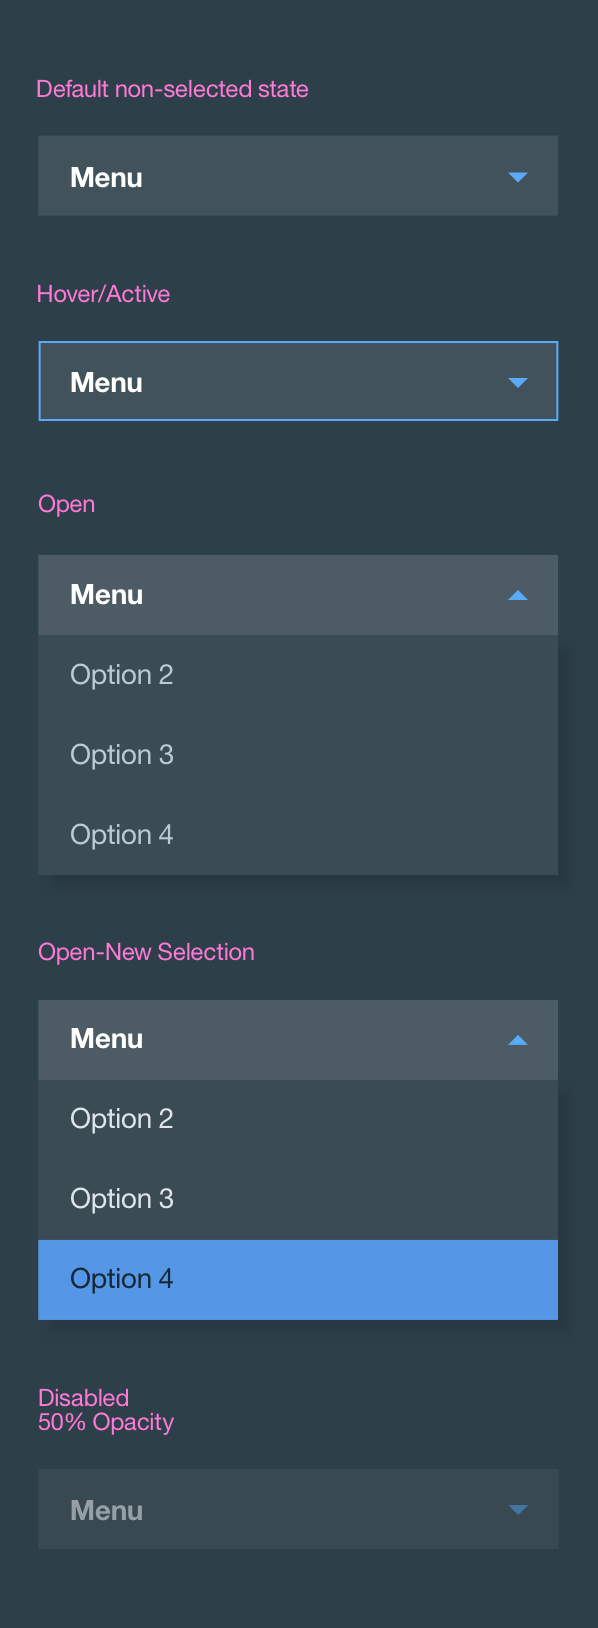 Default non-selected state
Menu
Hover/Active
Menu
Open
Menu
Option 2
Option 3
Option 4
Open-New Selection
Menu
Option 2
Option 3
Option 4
Disabled
50% Opacity
Menu